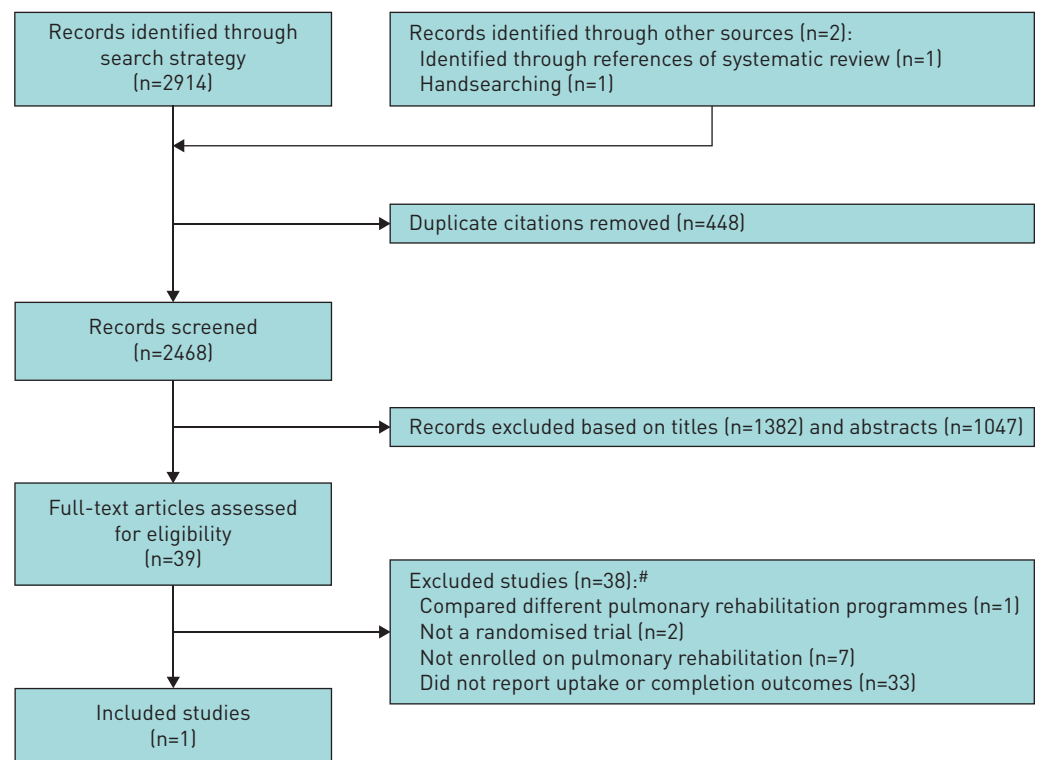 Records identified through
search strategy
(n=2914)
Records identified through other sources (n=2):
Identified through references of systematic review (n=1)
Handsearching (n=1)
Duplicate citations removed (n=448)
Records screened
(n=2468)
Records excluded based on titles (n=1382) and abstracts (n=1047)
Full-text articles assessed
for eligibility
(n=39)
Excluded studies (n=38):#
Compared different pulmonary rehabilitation programmes (n=1)
Not a randomised trial (n=2)
Not enrolled on pulmonary rehabilitation (n=7)
Did not report uptake or completion outcomes (n=33)
Included studies
(n=1)